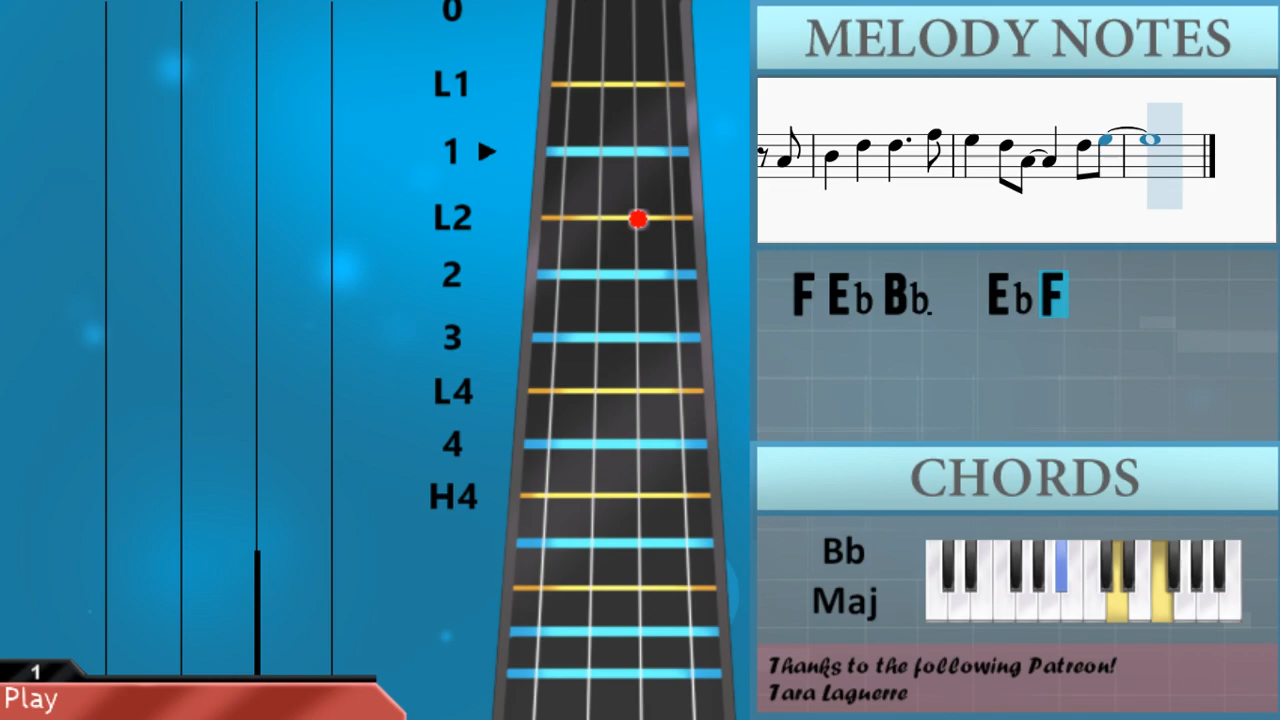 0
L1
1
L2
2
3
L4
4
H4
1
Play
MELODY NOTES
F Eb Bb. Eb F
CHORDS
Bb
Maj
Thanks to the following Patreon!
Tara Laguerre